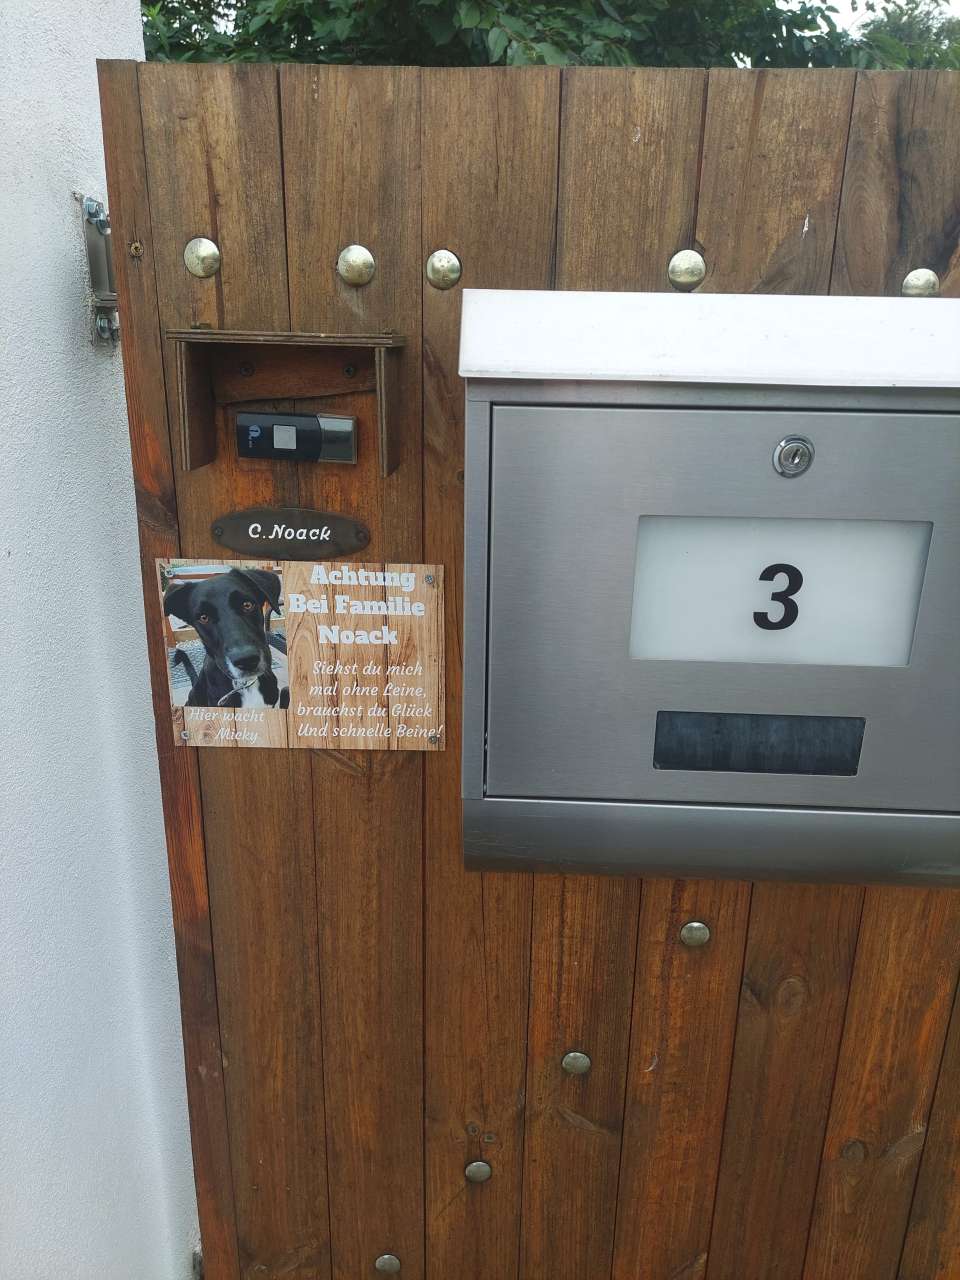 C. Noack
Achtung
Bei Familie
Noack
Siehst du mich
mal ohne Leine,
brauchst du Glück
Und schnelle Beine!
Hier wacht
Micky
3